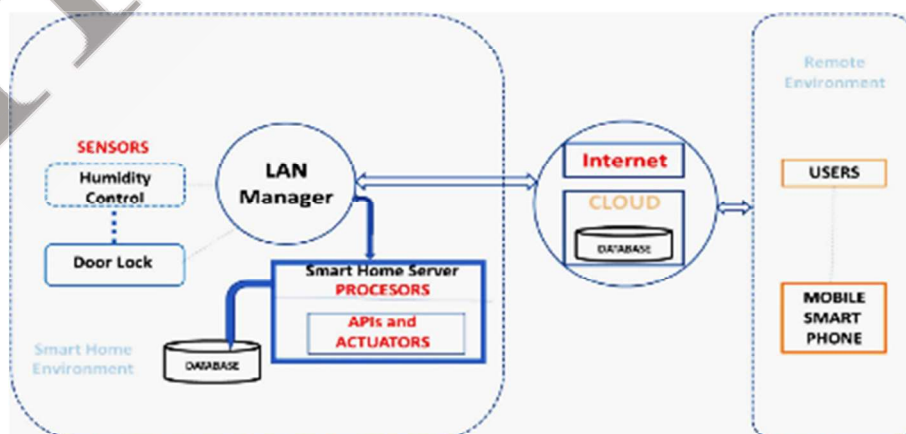 SENSORS
Humidity
Control
Door Lock
LAN
Manager
Smart Home Server
PROCESORS
APIs and
ACTUATORS
DATABASE
Smart Home
Environment
Internet
CLOUD
DATABASE
Remote
Environment
USERS
MOBILE
SMART
PHONE